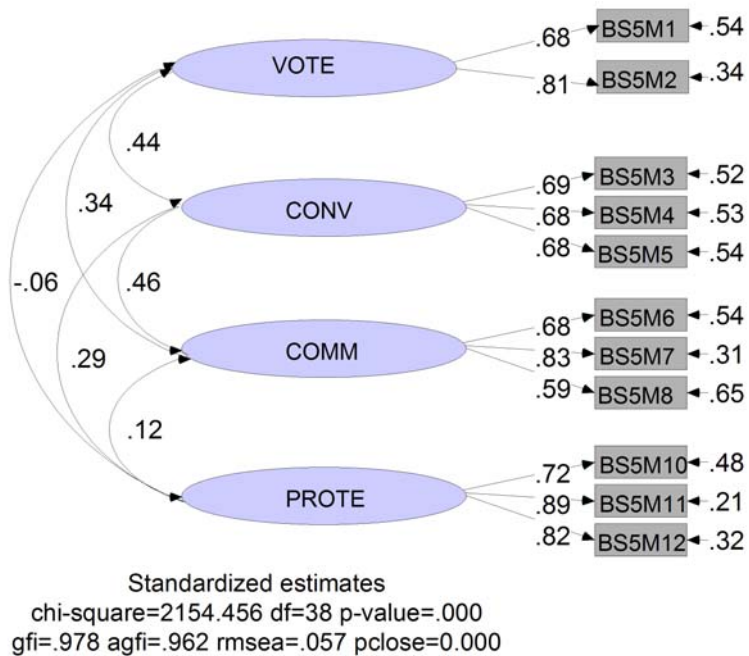 VOTE
.68
BS5M1
.54
.81
BS5M2
.34
.44
CONV
.69
BS5M3
.52
.68
BS5M4
.53
.68
BS5M5
.54
.34
-.06
.46
COMM
.68
BS5M6
.54
.83
BS5M7
.31
.59
BS5M8
.65
.29
.12
PROTE
.72
BS5M10
.48
.89
BS5M11
.21
.82
BS5M12
.32
Standardized estimates
chi-square=2154.456 df=38 p-value=.000
gfi=.978 agfi=.962 rmsea=.057 pclose=0.000